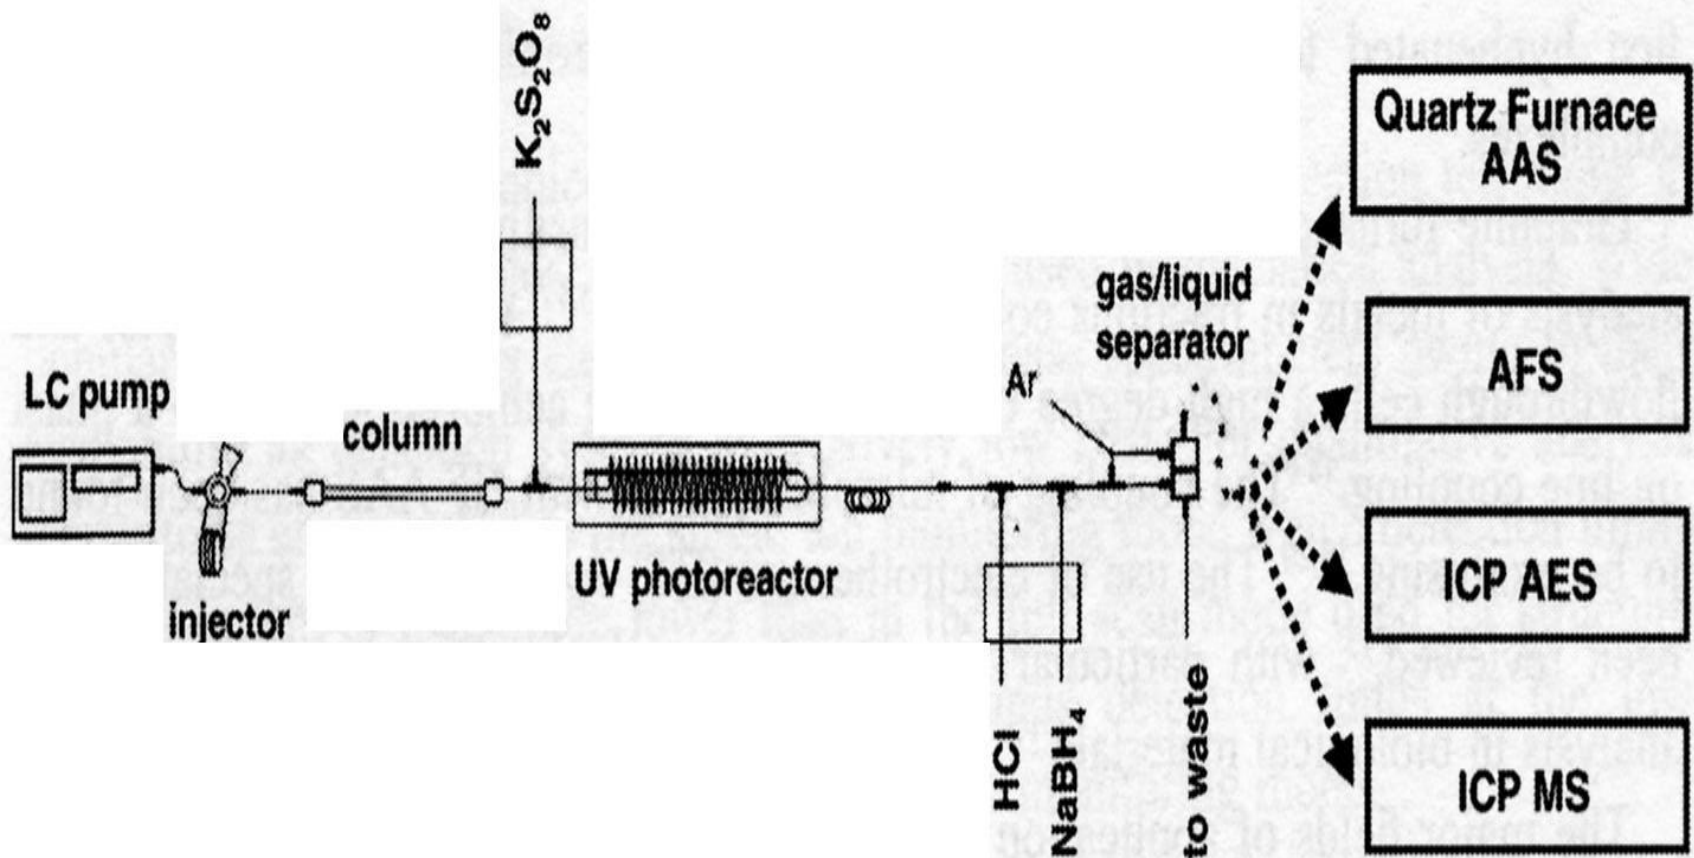 K₂S₂O₈
Quartz Furnace
AAS
gas/liquid
separator
AFS
Ar
LC pump
column
UV photoreactor
ICP AES
injector
HCl
NaBH₄
to waste
ICP MS